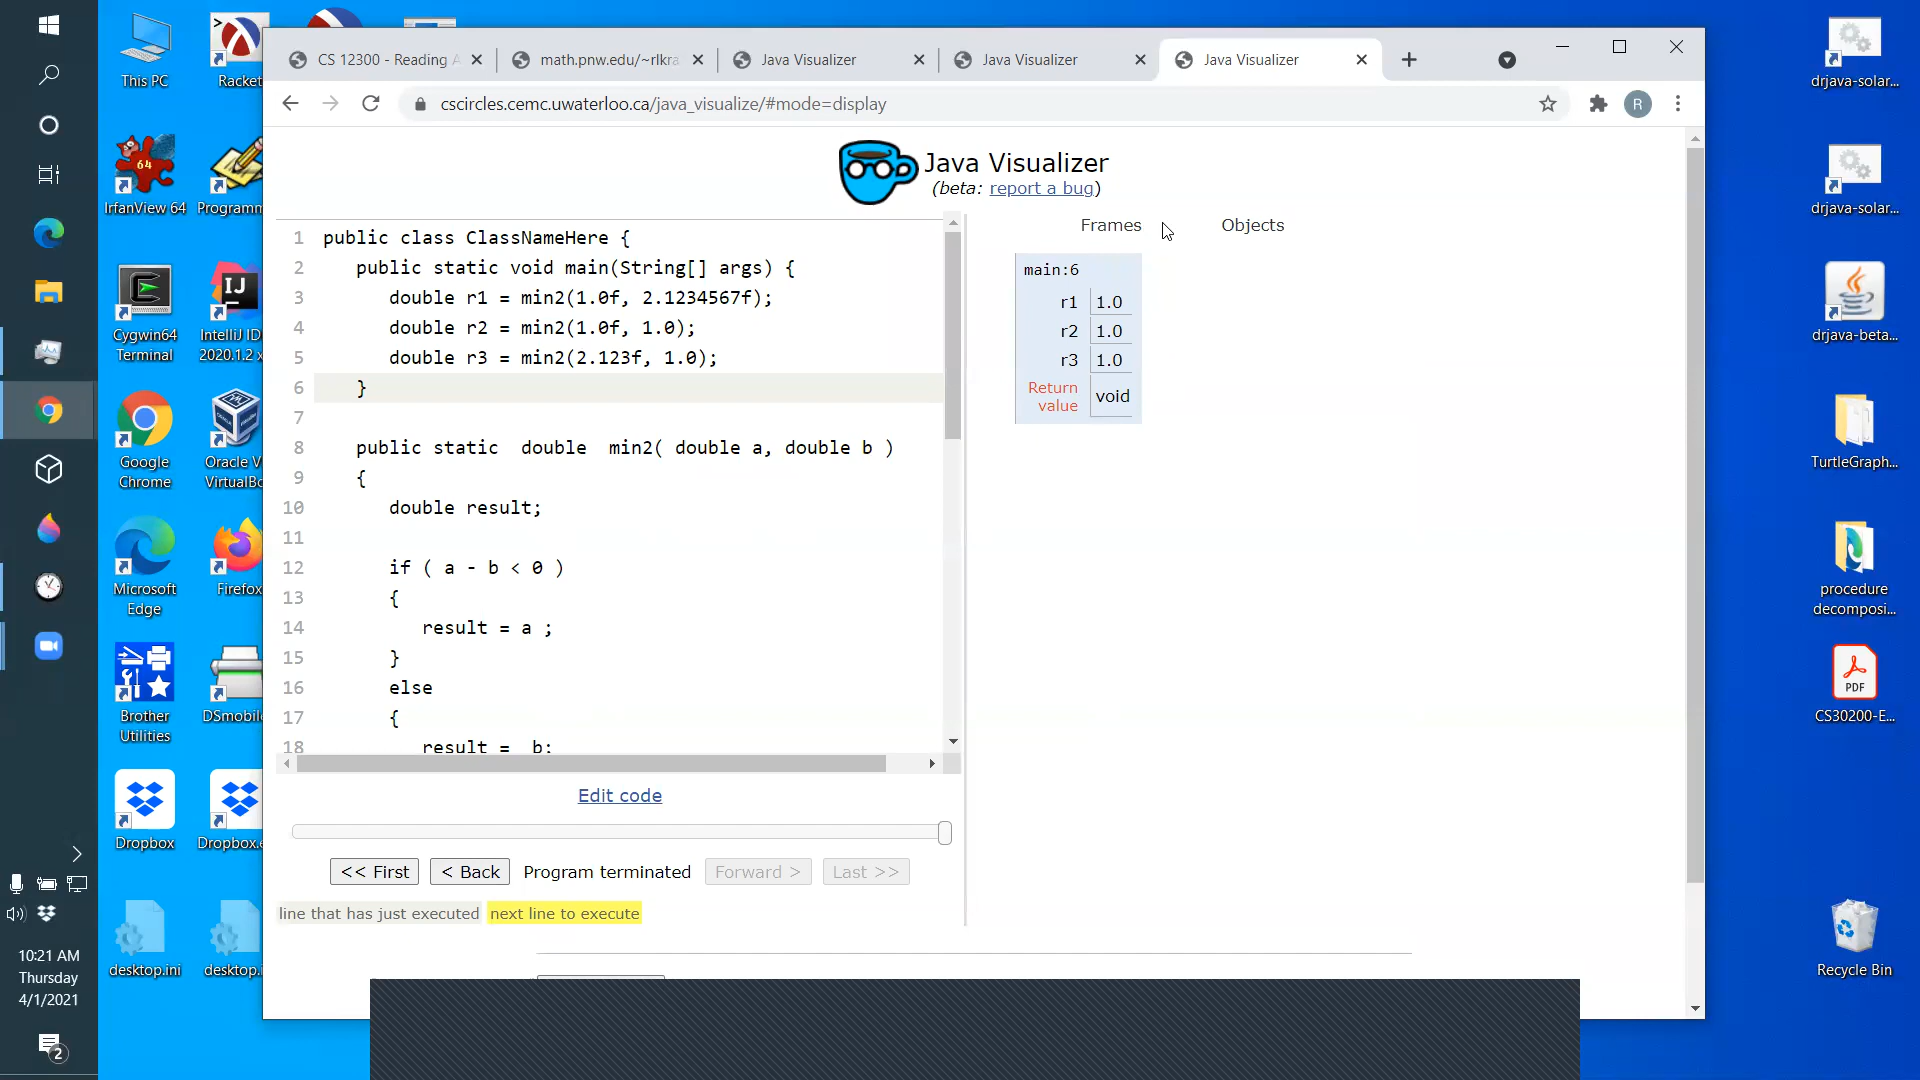 This PC
Racket
IrfanView 64
Programm
Cygwin64
Terminal
IntelliJ ID
2020.1.2 x
Google
Chrome
Oracle V
VirtualBo
Microsoft
Edge
Firefox
Brother
Utilities
DSmobile
Dropbox
Dropbox.e
desktop.ini
desktop.i
10:21 AM
Thursday
4/1/2021
2
CS 12300 - Reading A
math.pnw.edu/~rlkra
Java Visualizer
Java Visualizer
Java Visualizer
cscircles.cemc.uwaterloo.ca/java_visualize/#mode=display
R
Java Visualizer
(beta: report a bug)
1 public class ClassNameHere {
2 public static void main(String[] args) {
3 double r1 = min2(1.0f, 2.1234567f);
4 double r2 = min2(1.0f, 1.0);
5 double r3 = min2(2.123f, 1.0);
6 }
7
8 public static  double  min2( double a, double b )
9 {
10 double result;
11
12 if ( a - b < 0 )
13 {
14 result = a ;
15 }
16 else
17 {
18 result =  b;
Edit code
<< First
< Back
Program terminated
Forward >
Last >>
line that has just executed
next line to execute
Frames
Objects
main:6
r1 1.0
r2 1.0
r3 1.0
Return
value
void
drjava-solar...
drjava-solar...
drjava-beta...
TurtleGraph...
procedure
decomposi...
PDF
CS30200-E...
Recycle Bin